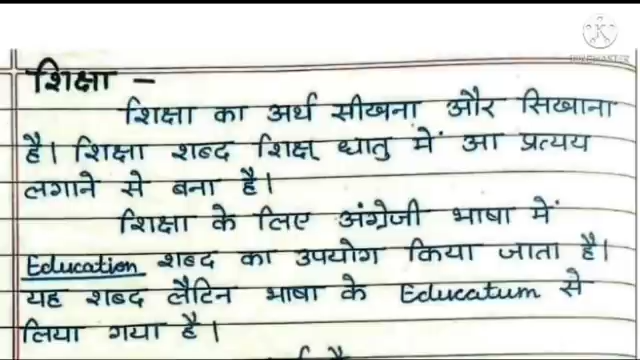 शिक्षा –
शिक्षा का अर्थ सीखना और सिखाना
है। शिक्षा शब्द शिक्ष् धातु में आ प्रत्यय
लगाने से बना है।
शिक्षा के लिए अंग्रेजी भाषा में
Education शब्द का उपयोग किया जाता है।
यह शब्द लैटिन भाषा के Educatum से
लिया गया है।